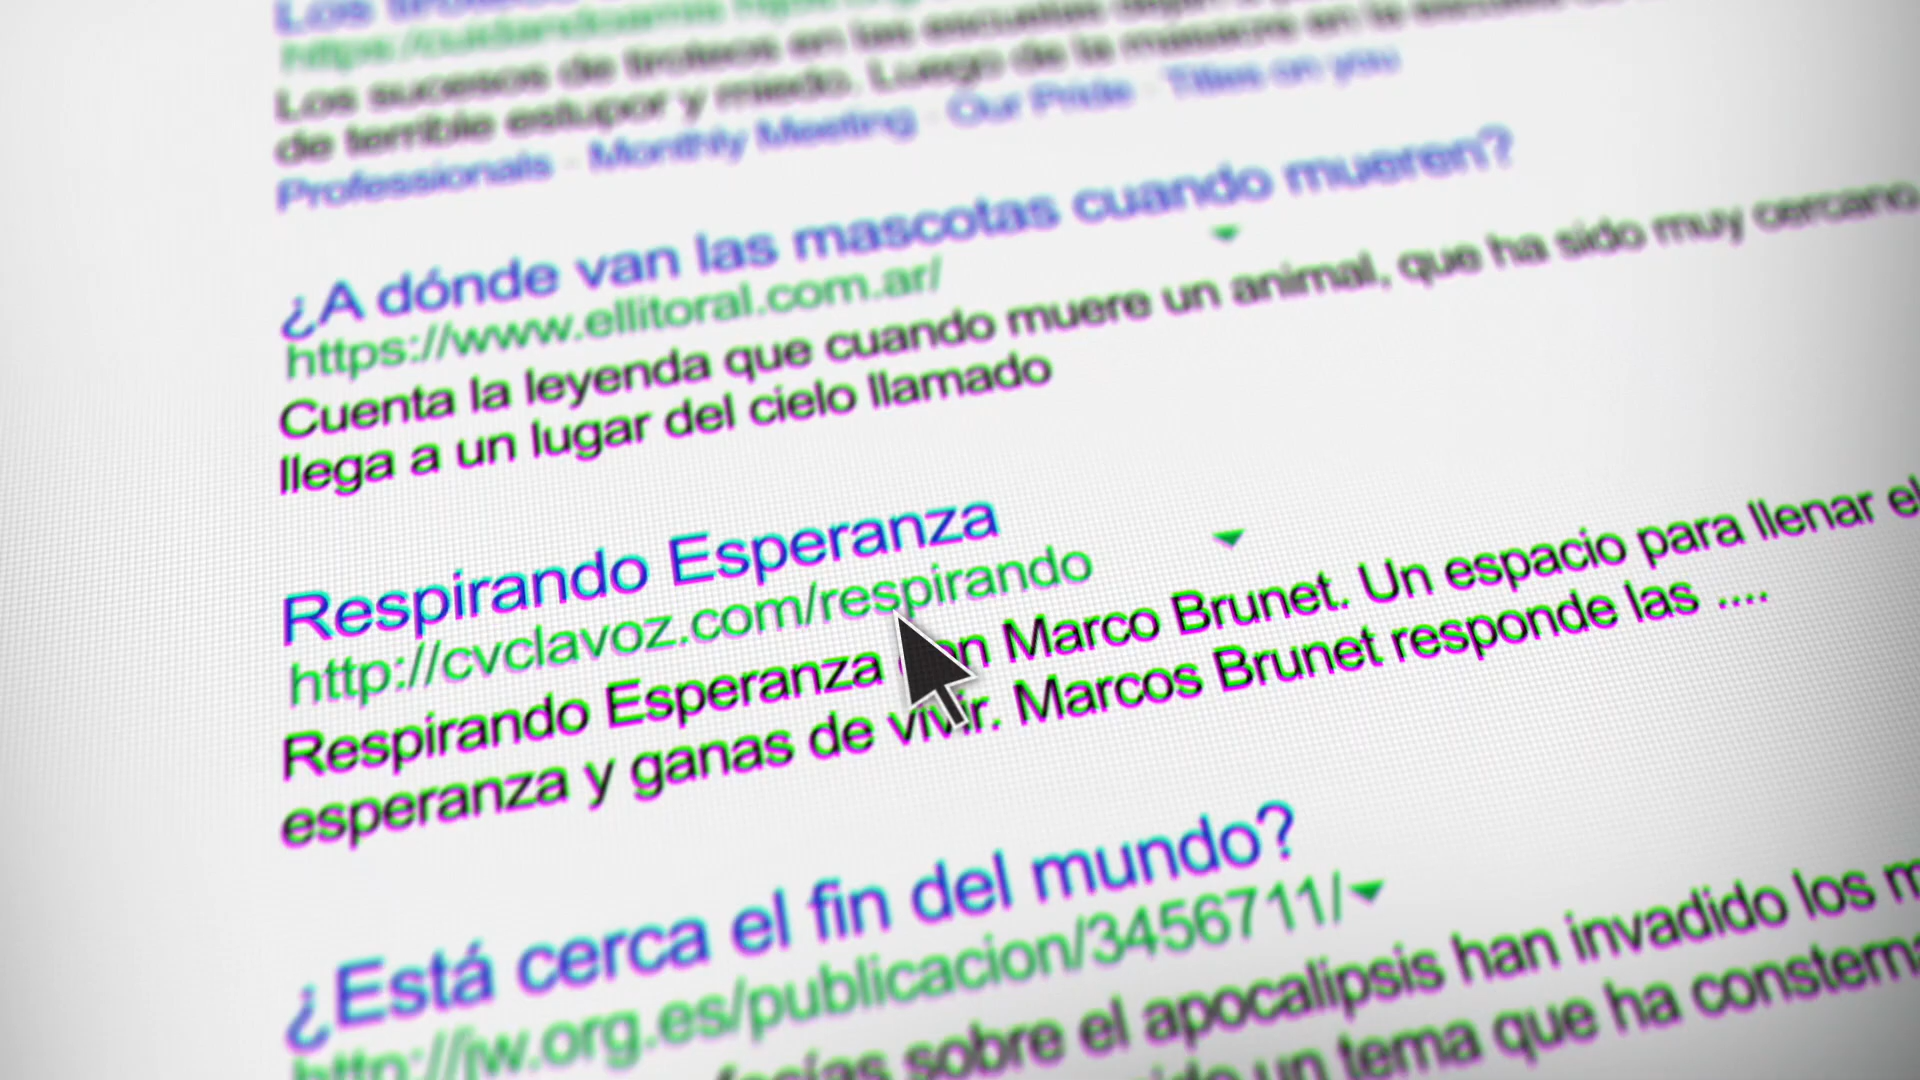 Los
Los sucesos de tiroteos en las escuelas
de terrible estupor y miedo. Luego de la masacre en la escuela
Professionals · Monthly Meeting · Our Pride · Titles on you
¿A dónde van las mascotas cuando mueren?
https://www.ellitoral.com.ar/
Cuenta la leyenda que cuando muere un animal, que ha sido muy cercano
llega a un lugar del cielo llamado
Respirando Esperanza
http://cvclavoz.com/respirando
Respirando Esperanza con Marco Brunet. Un espacio para llenar el
esperanza y ganas de vivir. Marcos Brunet responde las ....
¿Está cerca el fin del mundo?
http://jw.org.es/publicacion/3456711/
sobre el apocalipsis han invadido los
un tema que ha